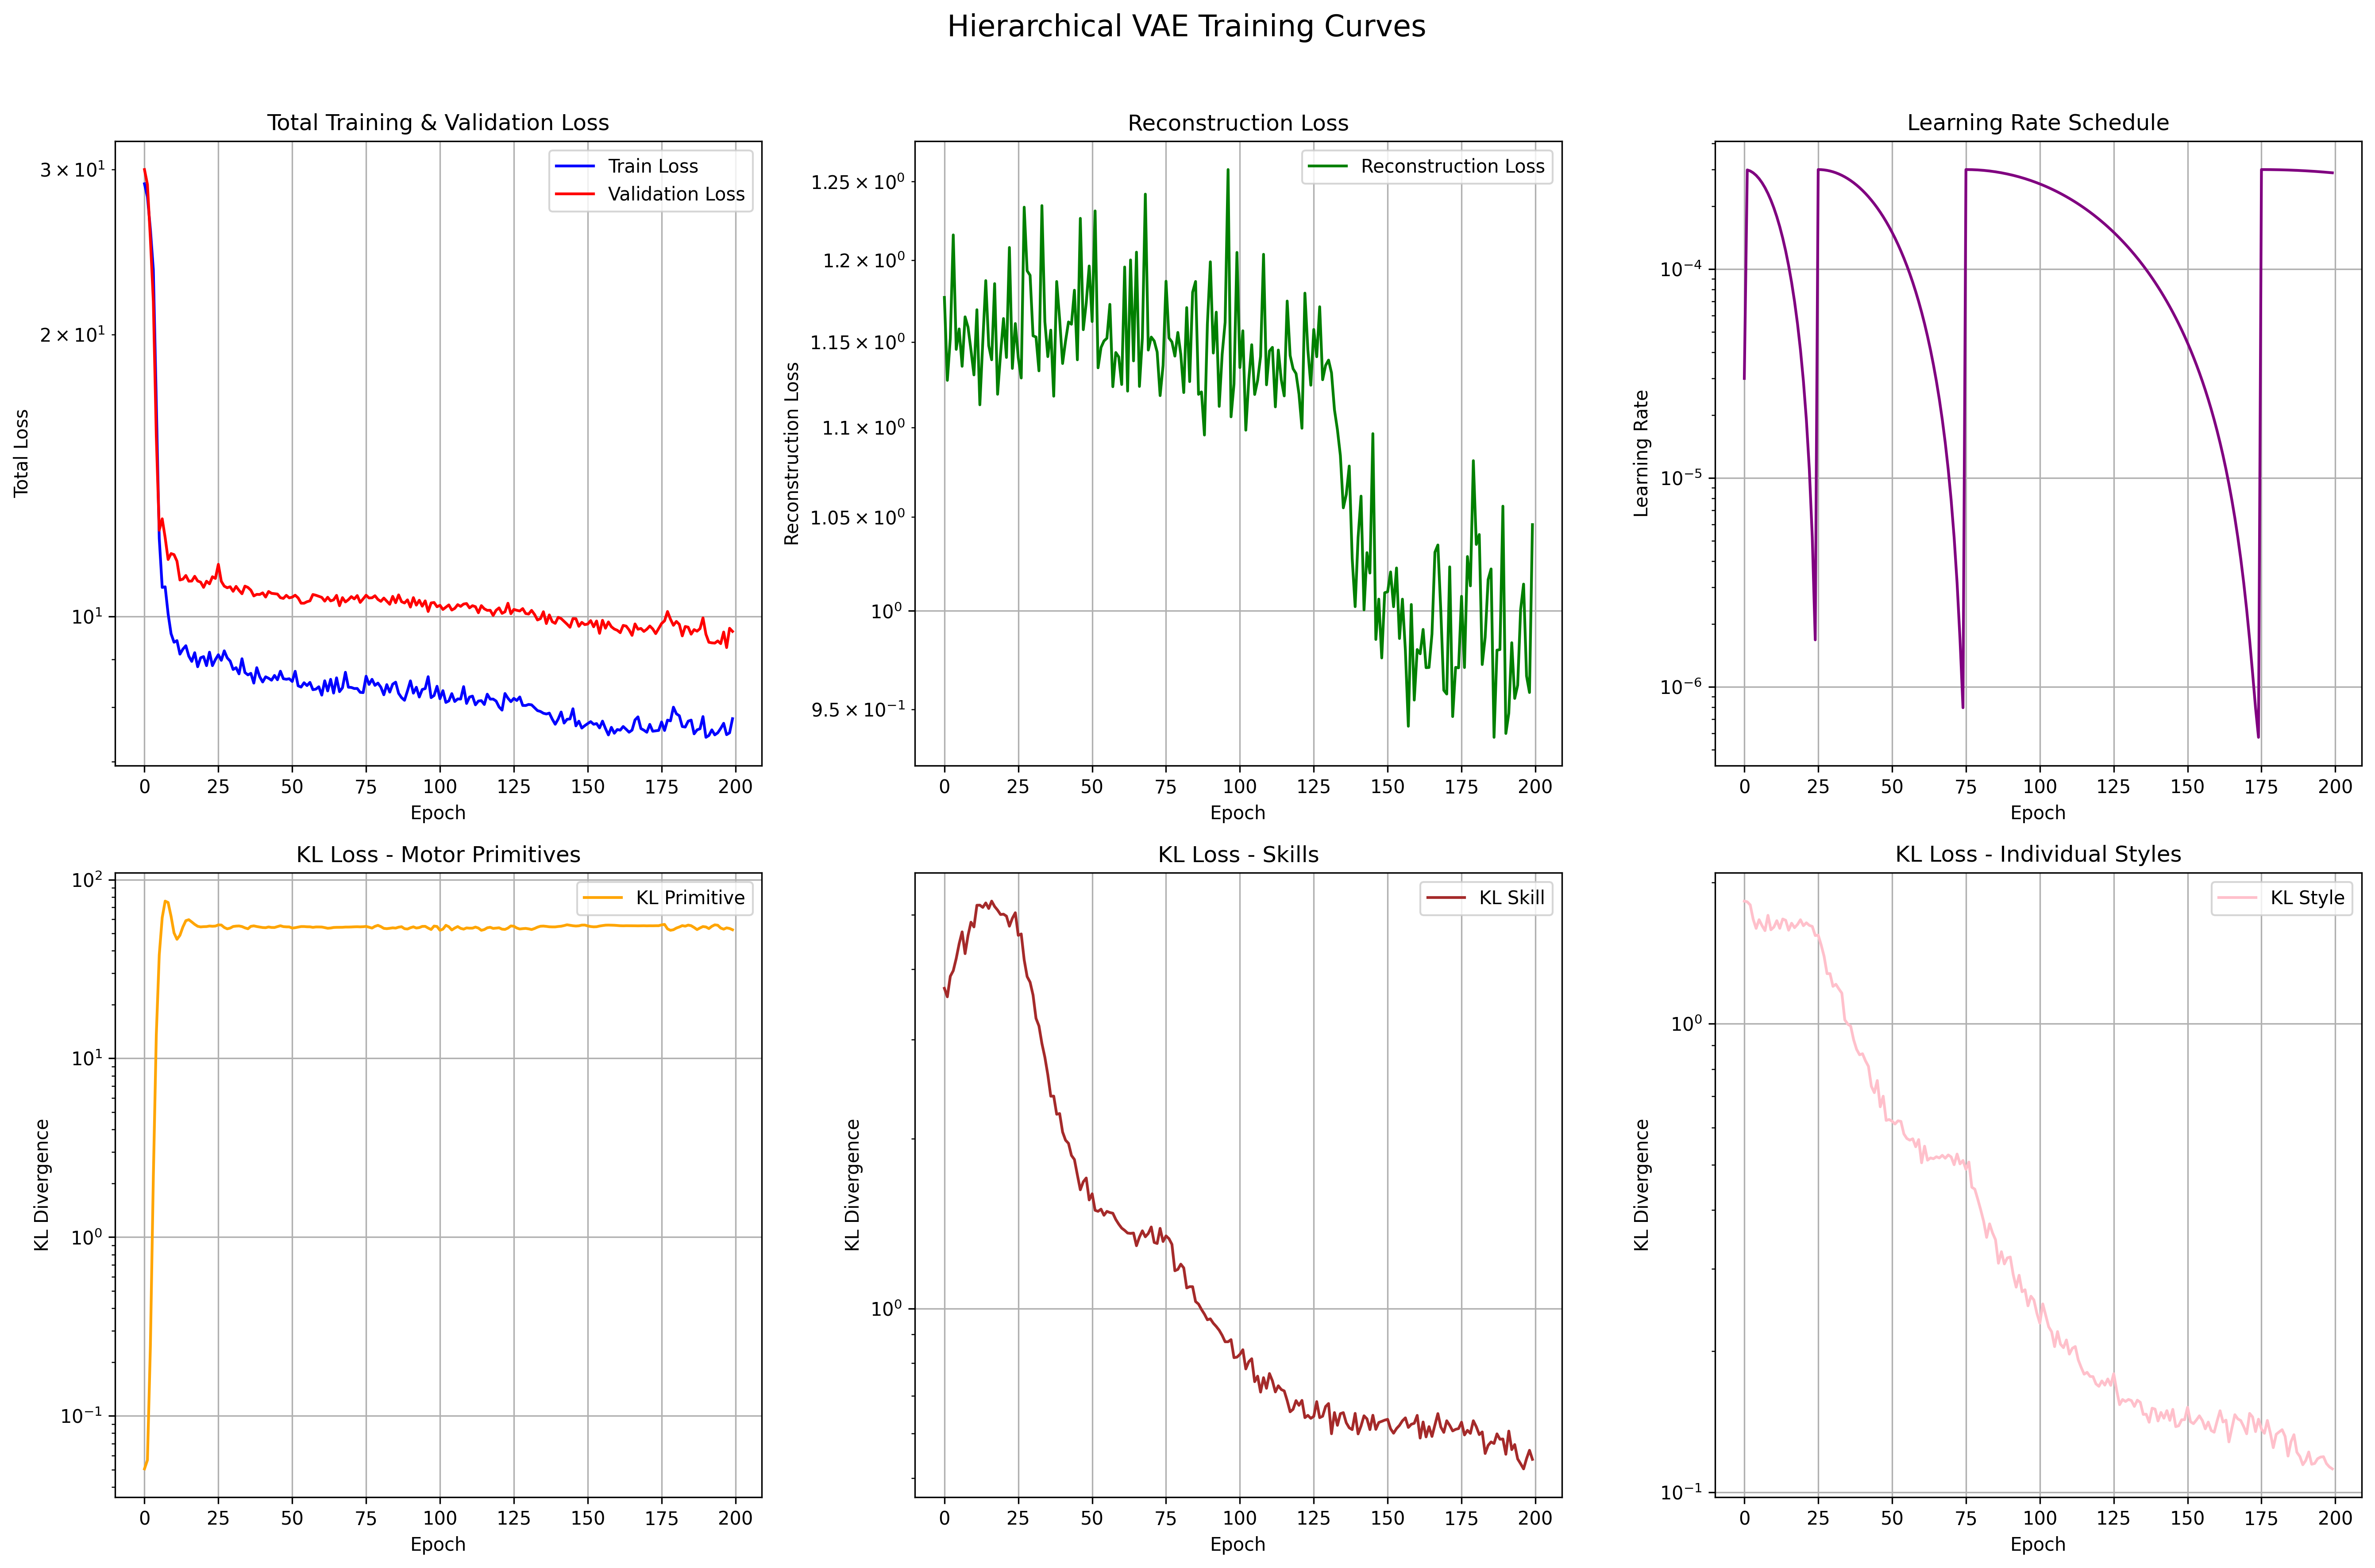 Hierarchical VAE Training Curves
Total Training & Validation Loss
Train Loss
Validation Loss
3 × 10¹
2 × 10¹
10¹
Total Loss
0 25 50 75 100 125 150 175 200
Epoch
Reconstruction Loss
Reconstruction Loss
1.25 × 10⁰
1.2 × 10⁰
1.15 × 10⁰
1.1 × 10⁰
1.05 × 10⁰
10⁰
9.5 × 10⁻¹
Reconstruction Loss
0 25 50 75 100 125 150 175 200
Epoch
Learning Rate Schedule
10⁻⁴
10⁻⁵
10⁻⁶
Learning Rate
0 25 50 75 100 125 150 175 200
Epoch
KL Loss - Motor Primitives
KL Primitive
10²
10¹
10⁰
10⁻¹
KL Divergence
0 25 50 75 100 125 150 175 200
Epoch
KL Loss - Skills
KL Skill
10⁰
KL Divergence
0 25 50 75 100 125 150 175 200
Epoch
KL Loss - Individual Styles
KL Style
10⁰
10⁻¹
KL Divergence
0 25 50 75 100 125 150 175 200
Epoch